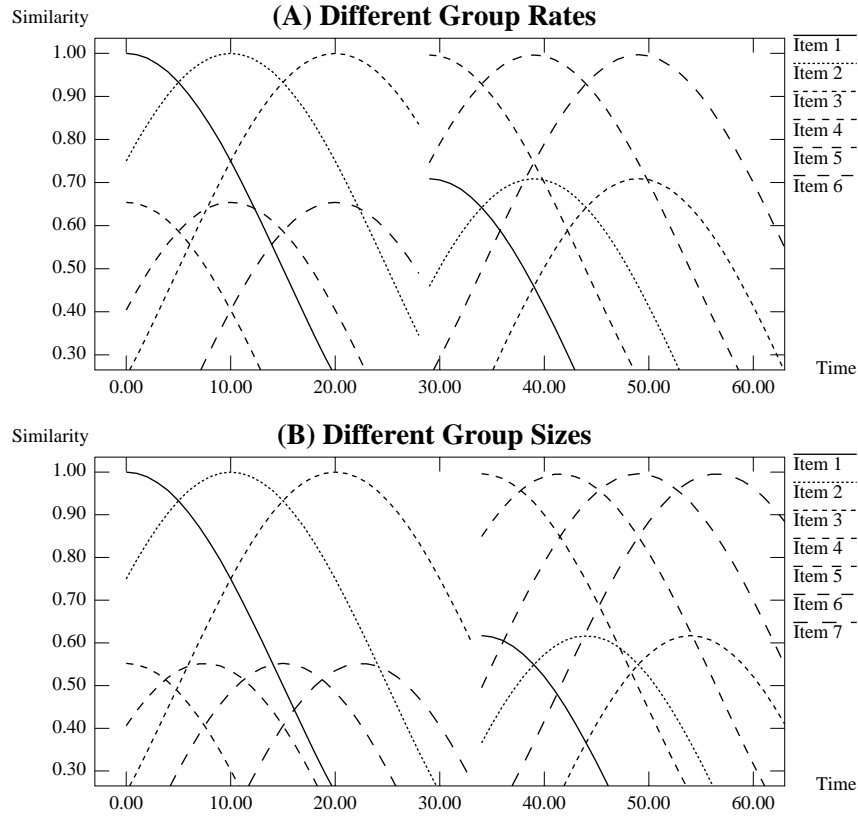 (A) Different Group Rates
Similarity
1.00
0.90
0.80
0.70
0.60
0.50
0.40
0.30
0.00 10.00 20.00 30.00 40.00 50.00 60.00
Time
Item 1
Item 2
Item 3
Item 4
Item 5
Item 6
(B) Different Group Sizes
Similarity
1.00
0.90
0.80
0.70
0.60
0.50
0.40
0.30
0.00 10.00 20.00 30.00 40.00 50.00 60.00
Time
Item 1
Item 2
Item 3
Item 4
Item 5
Item 6
Item 7